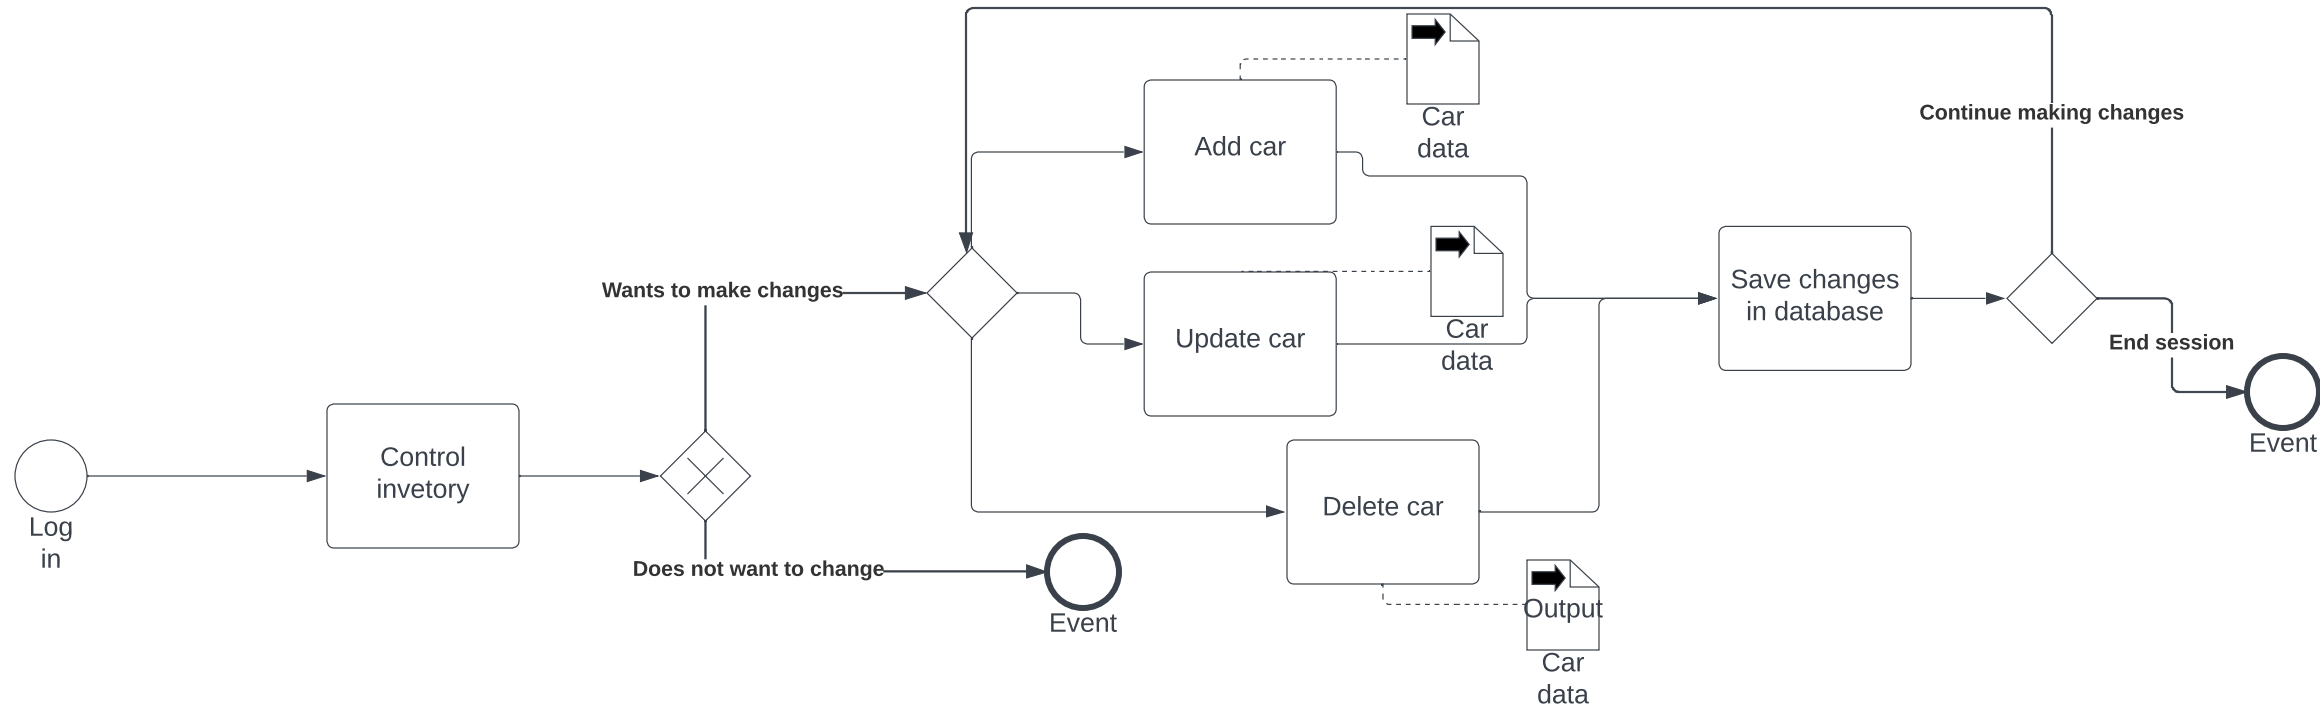 Log
in
Control
invetory
Wants to make changes
Does not want to change
Event
Add car
Car
data
Update car
Car
data
Delete car
Output
Car
data
Save changes
in database
Continue making changes
End session
Event